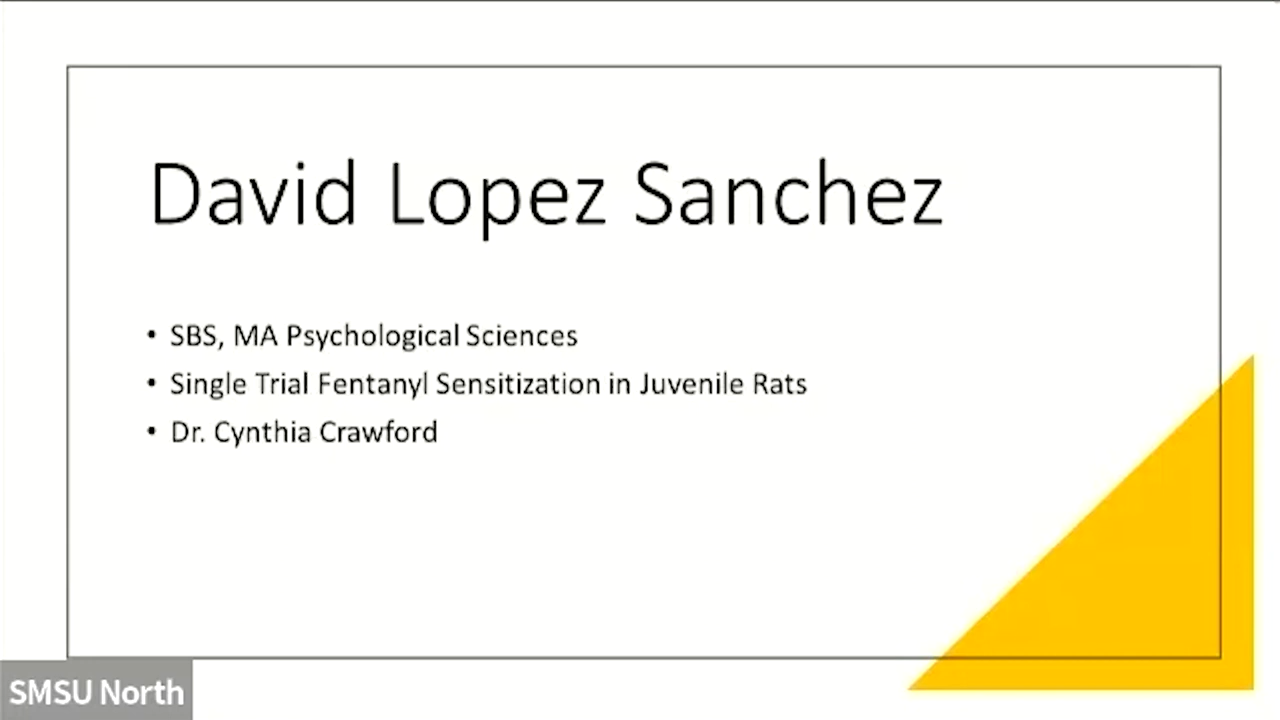 David Lopez Sanchez
• SBS, MA Psychological Sciences
• Single Trial Fentanyl Sensitization in Juvenile Rats
• Dr. Cynthia Crawford
SMSU North